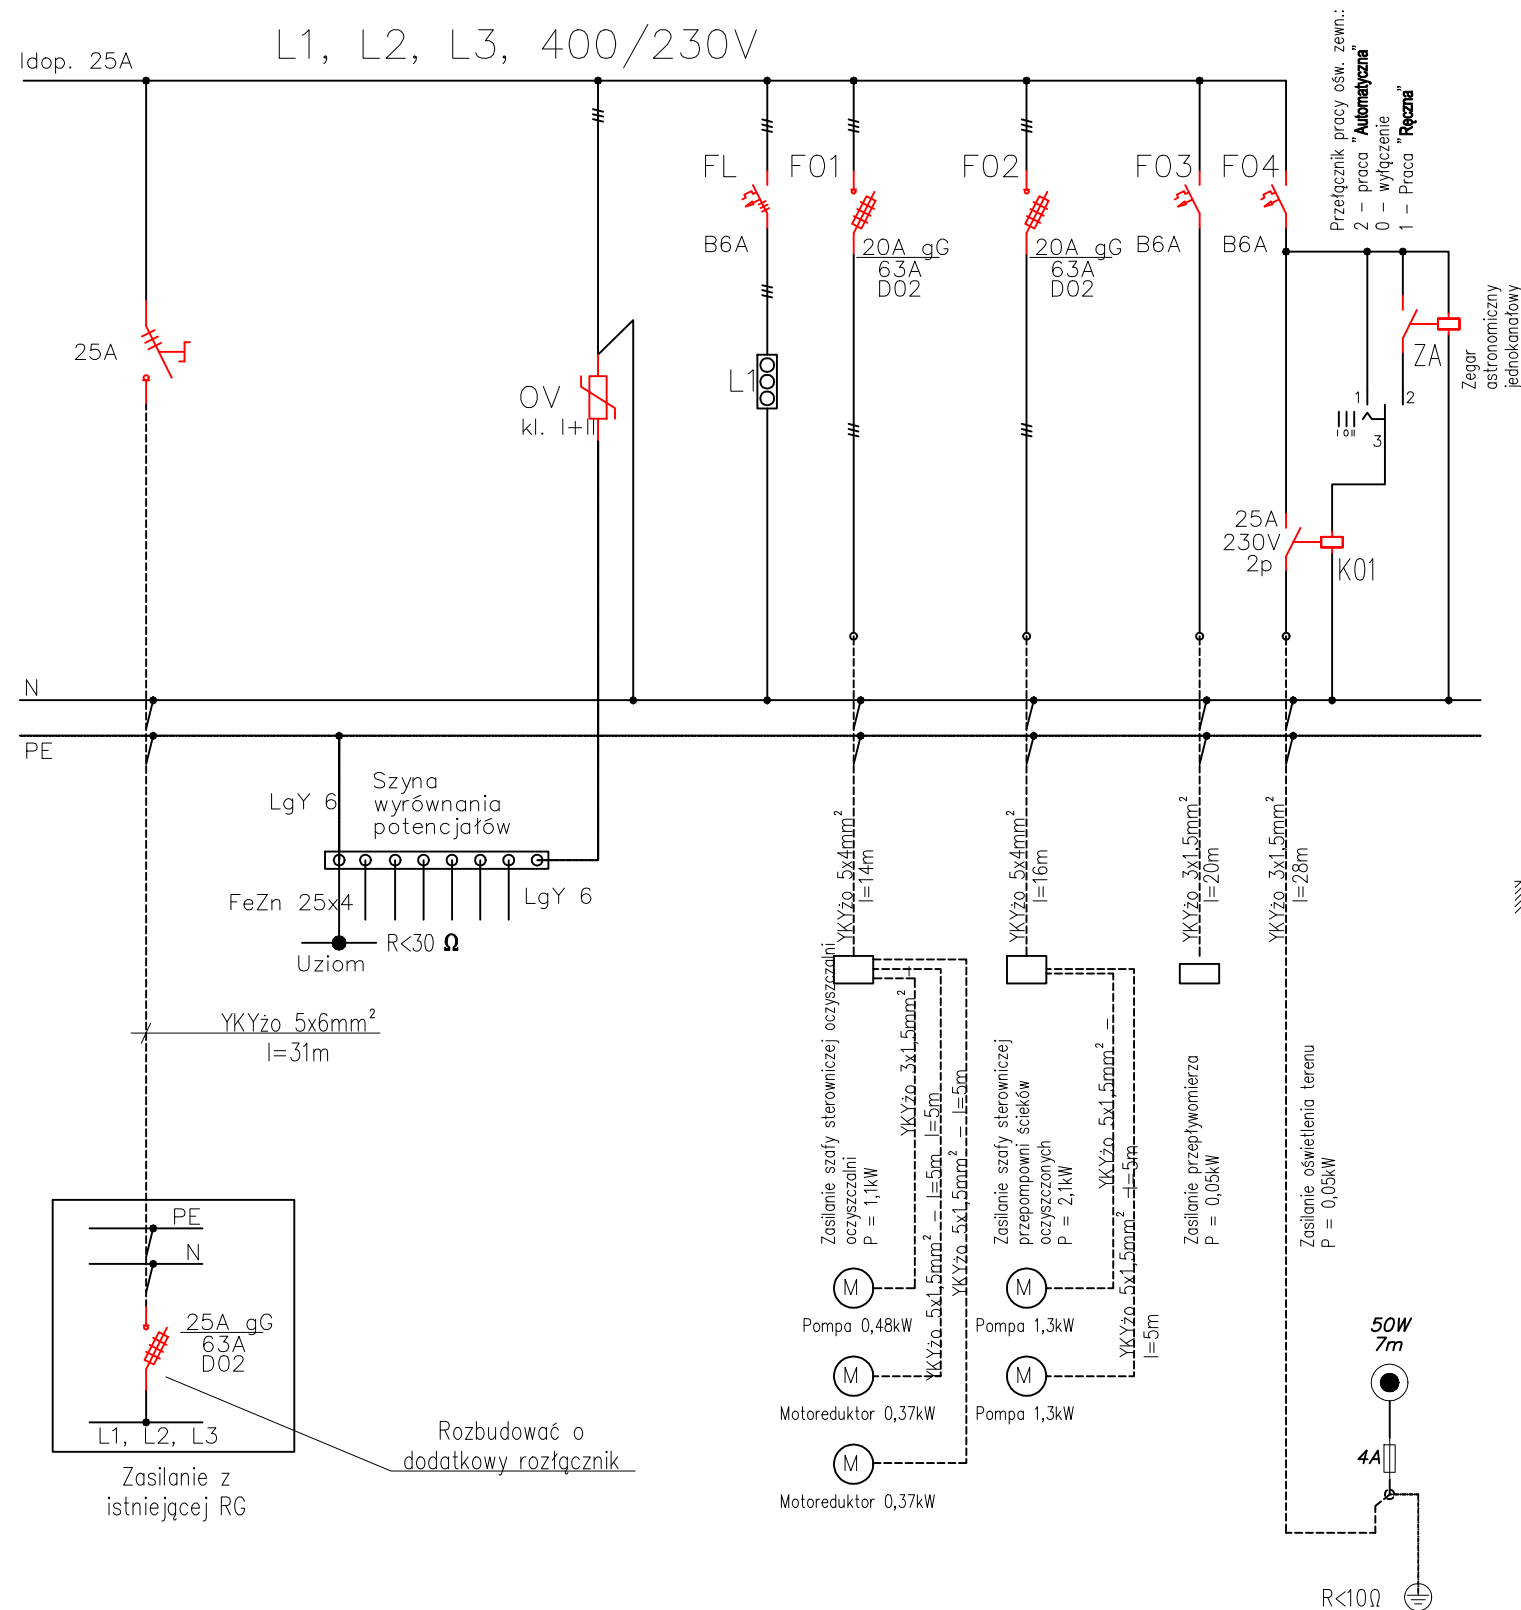 L1, L2, L3, 400/230V
Idop. 25A
Przełącznik pracy ośw. zewn.:
2 – praca "Automatyczna"
0 – wyłączenie
1 – Praca "Ręczna"
FL
F01
F02
F03
F04
B6A
20A gG
63A
D02
20A gG
63A
D02
B6A
B6A
25A
OV
kl. I+II
L1
ZA
Zegar
astronomiczny
jednokanałowy
1
2
3
I 0 II
25A
230V
2p
K01
N
PE
LgY 6
Szyna
wyrównania
potencjałów
FeZn 25x4
LgY 6
R<30 Ω
Uziom
YKYżo 5x6mm²
l=31m
YKYżo 5x4mm²
l=14m
YKYżo 5x4mm²
l=16m
YKYżo 3x1.5mm²
l=20m
YKYżo 3x1.5mm²
l=28m
Zasilanie szafy sterowniczej oczyszczalni
oczyszczalni
P = 1,1kW
YKYżo 3x1,5mm² –
YKYżo 5x1,5mm² – l=5m l=5m
YKYżo 5x1,5mm² – l=5m
Zasilanie szafy sterowniczej
przepompowni ścieków
oczyszczonych
P = 2,1kW
YKYżo 5x1,5mm² –
YKYżo 5x1,5mm² – l=5m
l=5m
Zasilanie przepływomierza
P = 0,05kW
Zasilanie oświetlenia terenu
P = 0,05kW
M
Pompa 0,48kW
M
Motoreduktor 0,37kW
M
Motoreduktor 0,37kW
M
Pompa 1,3kW
M
Pompa 1,3kW
PE
N
25A gG
63A
D02
L1, L2, L3
Zasilanie z
istniejącej RG
Rozbudować o
dodatkowy rozłącznik
50W
7m
4A
R<10Ω